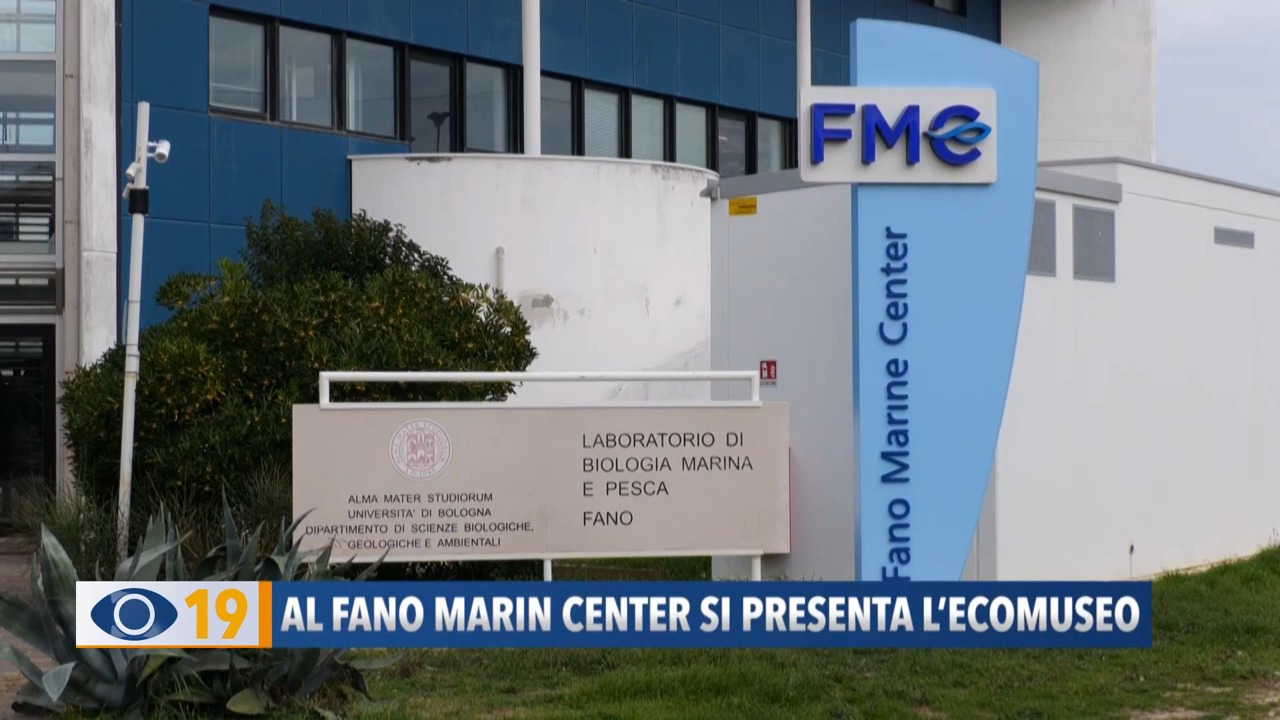 FMC
Fano Marine Center
ALMA MATER STUDIORUM
UNIVERSITA' DI BOLOGNA
DIPARTIMENTO DI SCIENZE BIOLOGICHE,
GEOLOGICHE E AMBIENTALI
LABORATORIO DI
BIOLOGIA MARINA
E PESCA
FANO
19
AL FANO MARIN CENTER SI PRESENTA L'ECOMUSEO